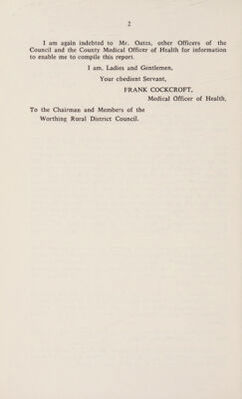 2
I am again indebted to Mr. Oates, other Officers of the
Council and the County Medical Officer of Health for information
to enable me to compile this report.
I am, Ladies and Gentlemen,
Your obedient Servant,
FRANK COCKCROFT,
Medical Officer of Health.
To the Chairman and Members of the
Worthing Rural District Council.